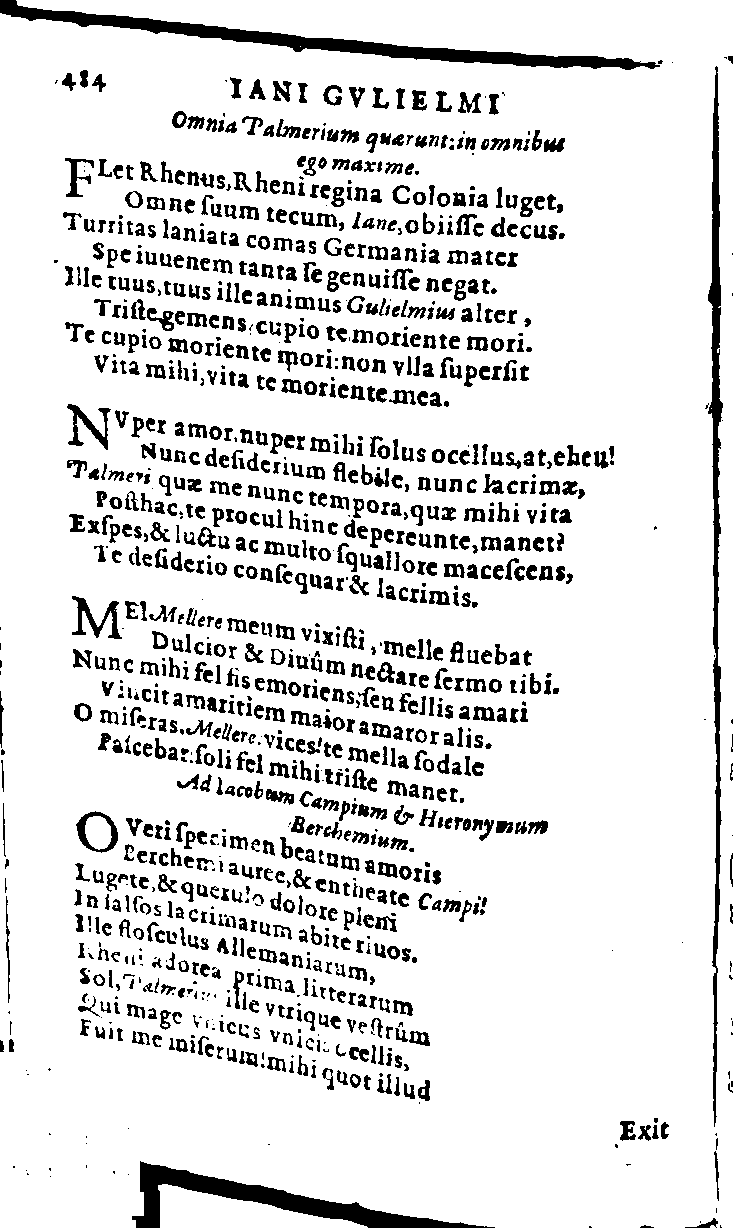 484
IANI GVLIELMI
Omnia Palmerium quærunt: in omnibus
ego maxime.
FLet Rhenus, Rheni regina Colonia luget,
Omne ſuum tecum, Iane, obiiſſe decus.
Turritas laniata comas Germania mater
Spe iuuenem tanta ſe genuiſſe negat.
Ille tuus, tuus ille animus Gulielmius alter,
Triſte gemens, cupio te moriente mori.
Te cupio moriente mori: non vlla ſuperſit
Vita mihi, vita te moriente mea.
NVper amor, nuper mihi ſolus ocellus, at, eheu!
Nunc deſiderium flebile, nunc lacrimæ,
Palmeri quæ me nunc tempora, quæ mihi vita
Poſthac, te procul hinc depereunte, manet?
Exſpes, & luctu ac multo ſquallore maceſcens,
Te deſiderio conſequar & lacrimis.
MEl Mellere meum vixiſti, melle fluebat
Dulcior & Diuûm nectare ſermo tibi.
Nunc mihi fel ſis emoriens, ſeu fellis amari
Vincit amaritiem maior amaror alis.
O miſeras, Mellere, vices! te mella ſodale
Paſcebar: ſoli fel mihi triſte manet.
Ad Iacobum Campium & Hieronymum
Berchemium.
O Veri ſpecimen beatum amoris
Berchemi auree, & entheate Campi!
Lugete, & querulo dolore pleni
In ſalſos lacrimarum abite riuos.
Ille floſculus Allemaniarum,
Rheni adorea prima litterarum
Sol, Palmerius ille vtrique veſtrûm
Qui mage vnicus vnicis ocellis,
Fuit me miſerum! mihi quot illud
Exit